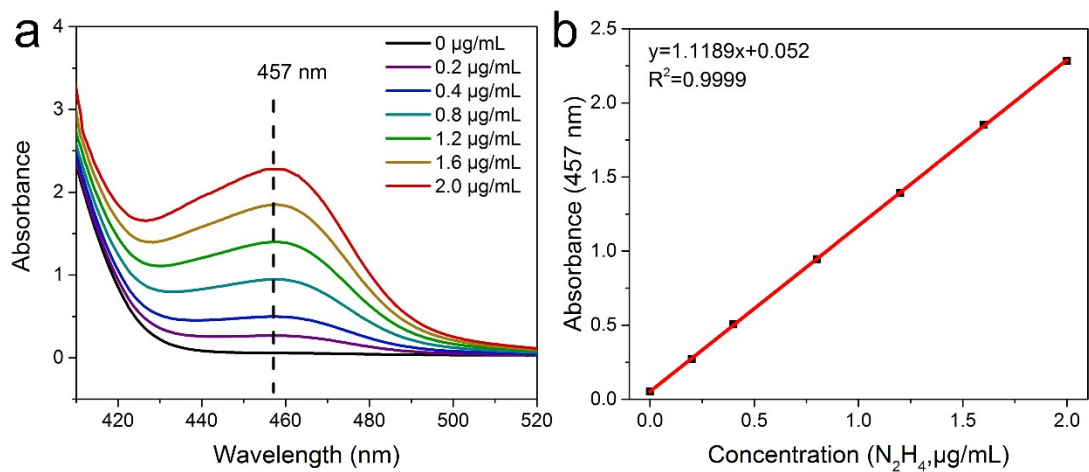 a
4
3
2
1
0
Absorbance
420
440
460
480
500
520
Wavelength (nm)
457 nm
0 µg/mL
0.2 µg/mL
0.4 µg/mL
0.8 µg/mL
1.2 µg/mL
1.6 µg/mL
2.0 µg/mL
b
y=1.1189x+0.052
R²=0.9999
2.5
2.0
1.5
1.0
0.5
0.0
Absorbance (457 nm)
0.0
0.5
1.0
1.5
2.0
Concentration (N₂H₄,µg/mL)